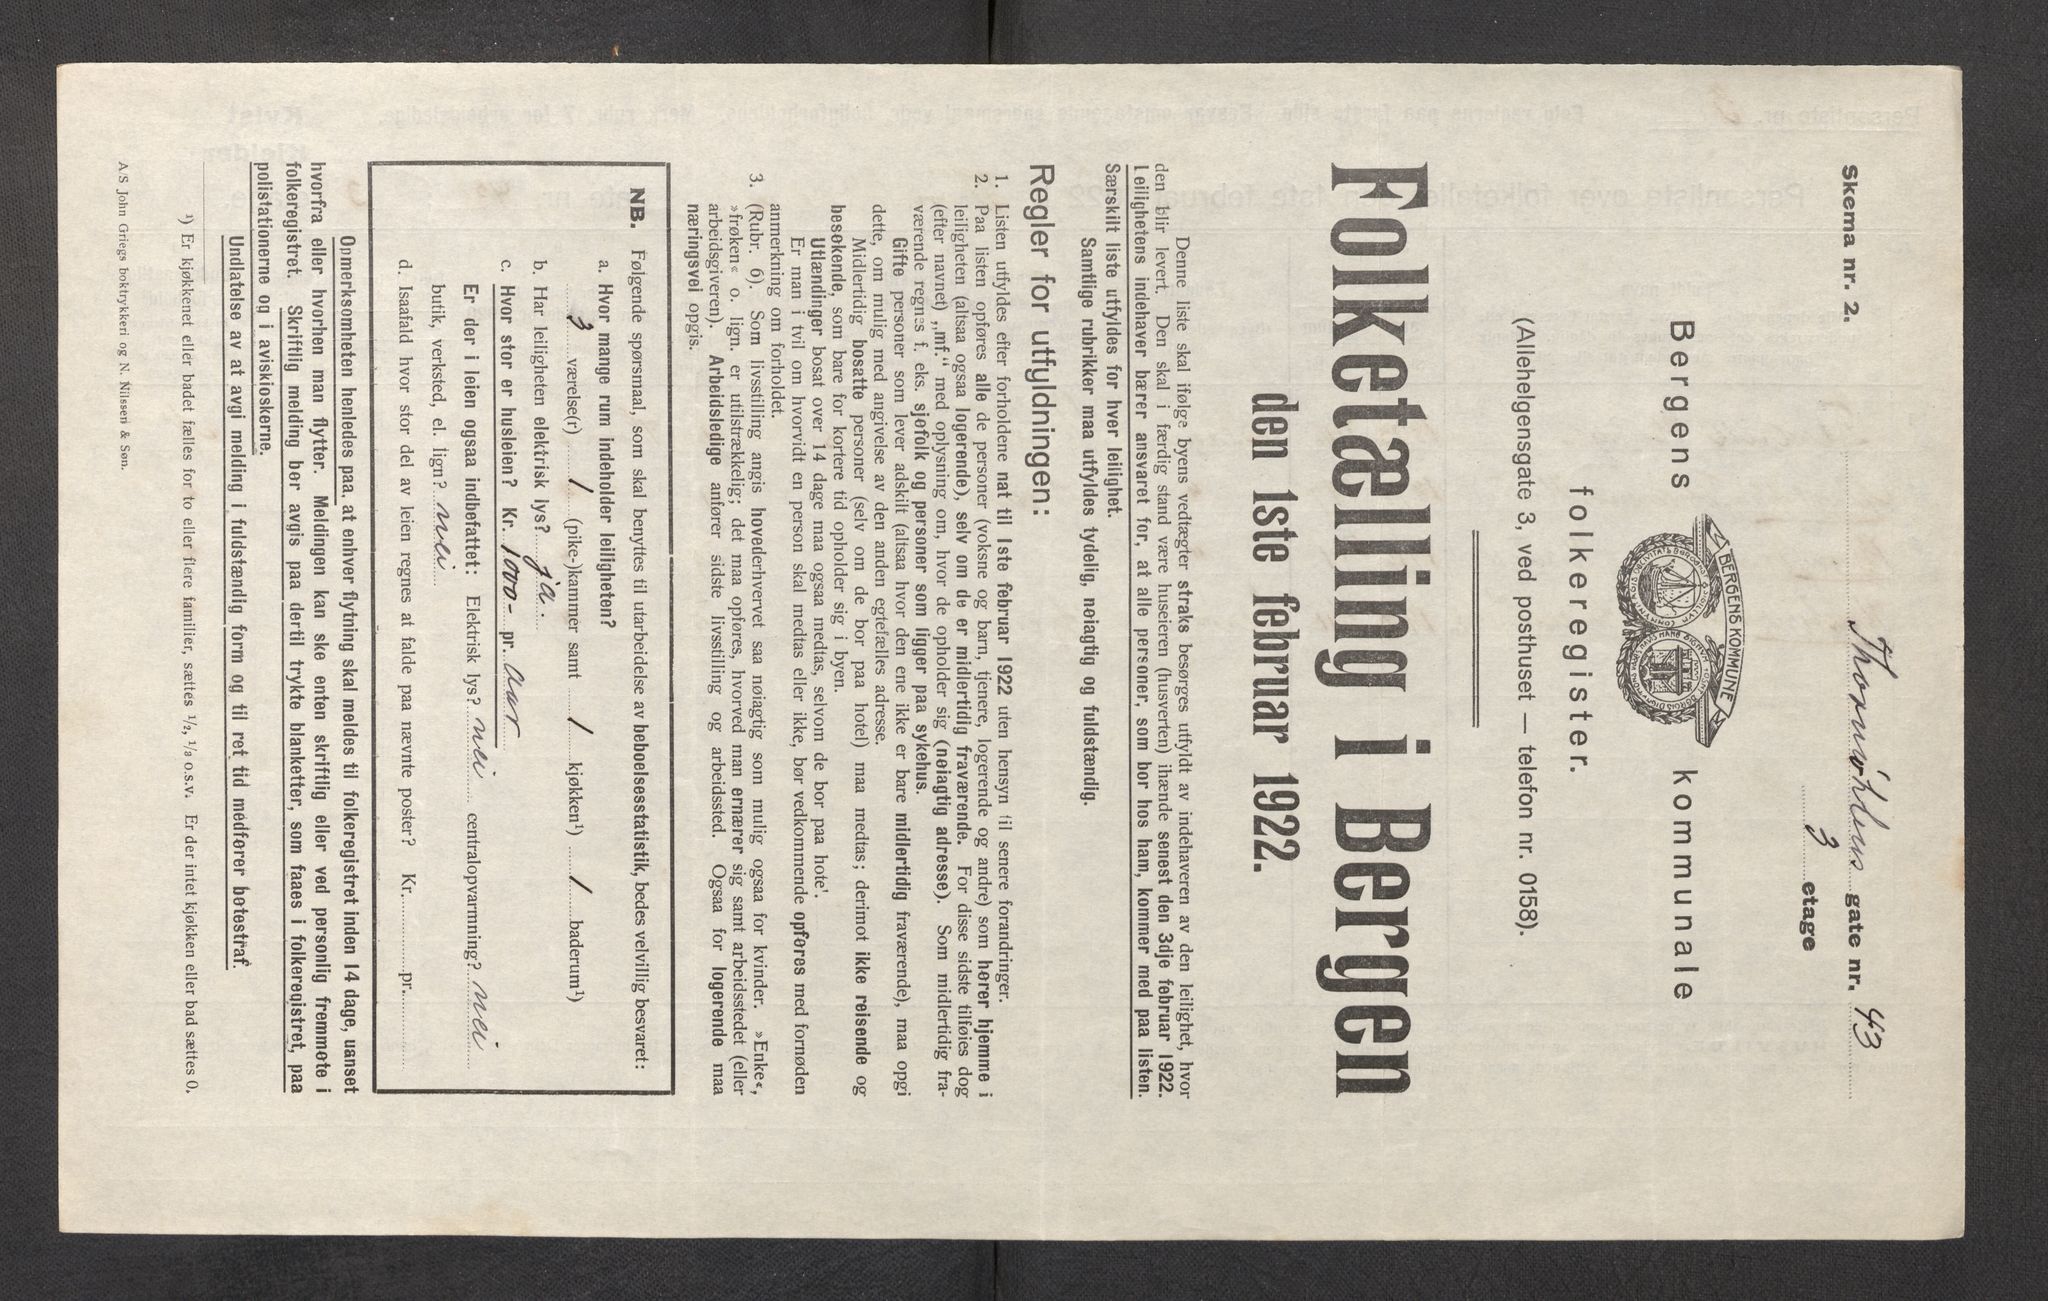 Skema nr. 2.
Thormöhlens gate nr. 43
3 etage
Bergens kommunale
BERGENS KOMMUNE
folkeregister.
(Allehelgensgate 3, ved posthuset — telefon nr. 0158).
Folketælling i Bergen
den 1ste februar 1922.
Denne liste skal ifølge byens vedtægter straks besørges utfyldt av indehaveren av den leilighet, hvor
den blir levert. Den skal i færdig stand være huseieren (husverten) ihænde senest den 3dje februar 1922.
Leilighetens indehaver bærer ansvaret for, at alle personer, som bor hos ham, kommer med paa listen.
Særskilt liste utfyldes for hver leilighet.
Samtlige rubrikker maa utfyldes tydelig, nøiagtig og fuldstændig.
Regler for utfyldningen:
1. Listen utfyldes efter forholdene nat til 1ste februar 1922 uten hensyn til senere forandringer.
2. Paa listen opføres alle de personer (voksne og barn, tjenere, logerende og andre) som hører hjemme i
leiligheten (altsaa ogsaa logerende), selv om de er midlertidig fraværende. For disse sidste tilføies dog
(efter navnet) „mf.“ med oplysning om, hvor de opholder sig (nøiagtig adresse). Som midlertidig fra-
værende regnes f. eks. sjøfolk og personer som ligger paa sykehus.
Gifte personer som lever adskilt (altsaa hvor den ene ikke er bare midlertidig fraværende), maa opgi
dette, om mulig med angivelse av den anden egtefælles adresse.
Midlertidig bosatte personer (selv om de bor paa hotel) maa medtas; derimot ikke reisende og
besøkende, som bare for kortere tid opholder sig i byen.
Utlændinger bosat over 14 dage maa ogsaa medtas, selvom de bor paa hotel.
Er man i tvil om hvorvidt en person skal medtas eller ikke, bør vedkommende opføres med fornøden
anmerkning om forholdet.
3. (Rubr. 6). Som livsstilling angis hovederhvervet saa nøiagtig som mulig ogsaa for kvinder. »Enke«,
»frøken« o. lign. er utilstrækkelig; det maa opføres, hvorved man ernærer sig samt arbeidsstedet (eller
arbeidsgiveren). Arbeidsledige anfører sidste livsstilling og arbeidssted. Ogsaa for logerende maa
næringsvei opgis.
NB. Følgende spørsmaal, som skal benyttes til utarbeidelse av beboelsesstatistik, bedes velvillig besvaret:
a. Hvor mange rum indeholder leiligheten?
3 værelse(r) 1 (pike-)kammer samt 1 kjøkken¹) 1 baderum¹)
b. Har leiligheten elektrisk lys? ja.
c. Hvor stor er husleien? Kr. 1000- pr. aar
Er der i leien ogsaa indbefattet: Elektrisk lys? nei centralopvarmning? nei
butik, verksted, el. lign? nei
d. Isaafald hvor stor del av leien regnes at falde paa nævnte poster? Kr. pr.
Opmerksomheten henledes paa, at enhver flytning skal meldes til folkeregistret inden 14 dage, uanset
hvorfra eller hvorhen man flytter. Meldingen kan ske enten skriftlig eller ved personlig fremmøte i
folkeregistret. Skriftlig melding bør avgis paa dertil trykte blanketter, som faaes i folkeregistret, paa
polistationerne og i aviskioskerne.
Undlatelse av at avgi melding i fuldstændig form og til ret tid medfører bøtestraf.
¹) Er kjøkkenet eller badet fælles for to eller flere familier, sættes ½, ⅓ o.s.v. Er der intet kjøkken eller bad sættes 0.
A/S John Griegs boktrykkeri og N. Nilssen & Søn.